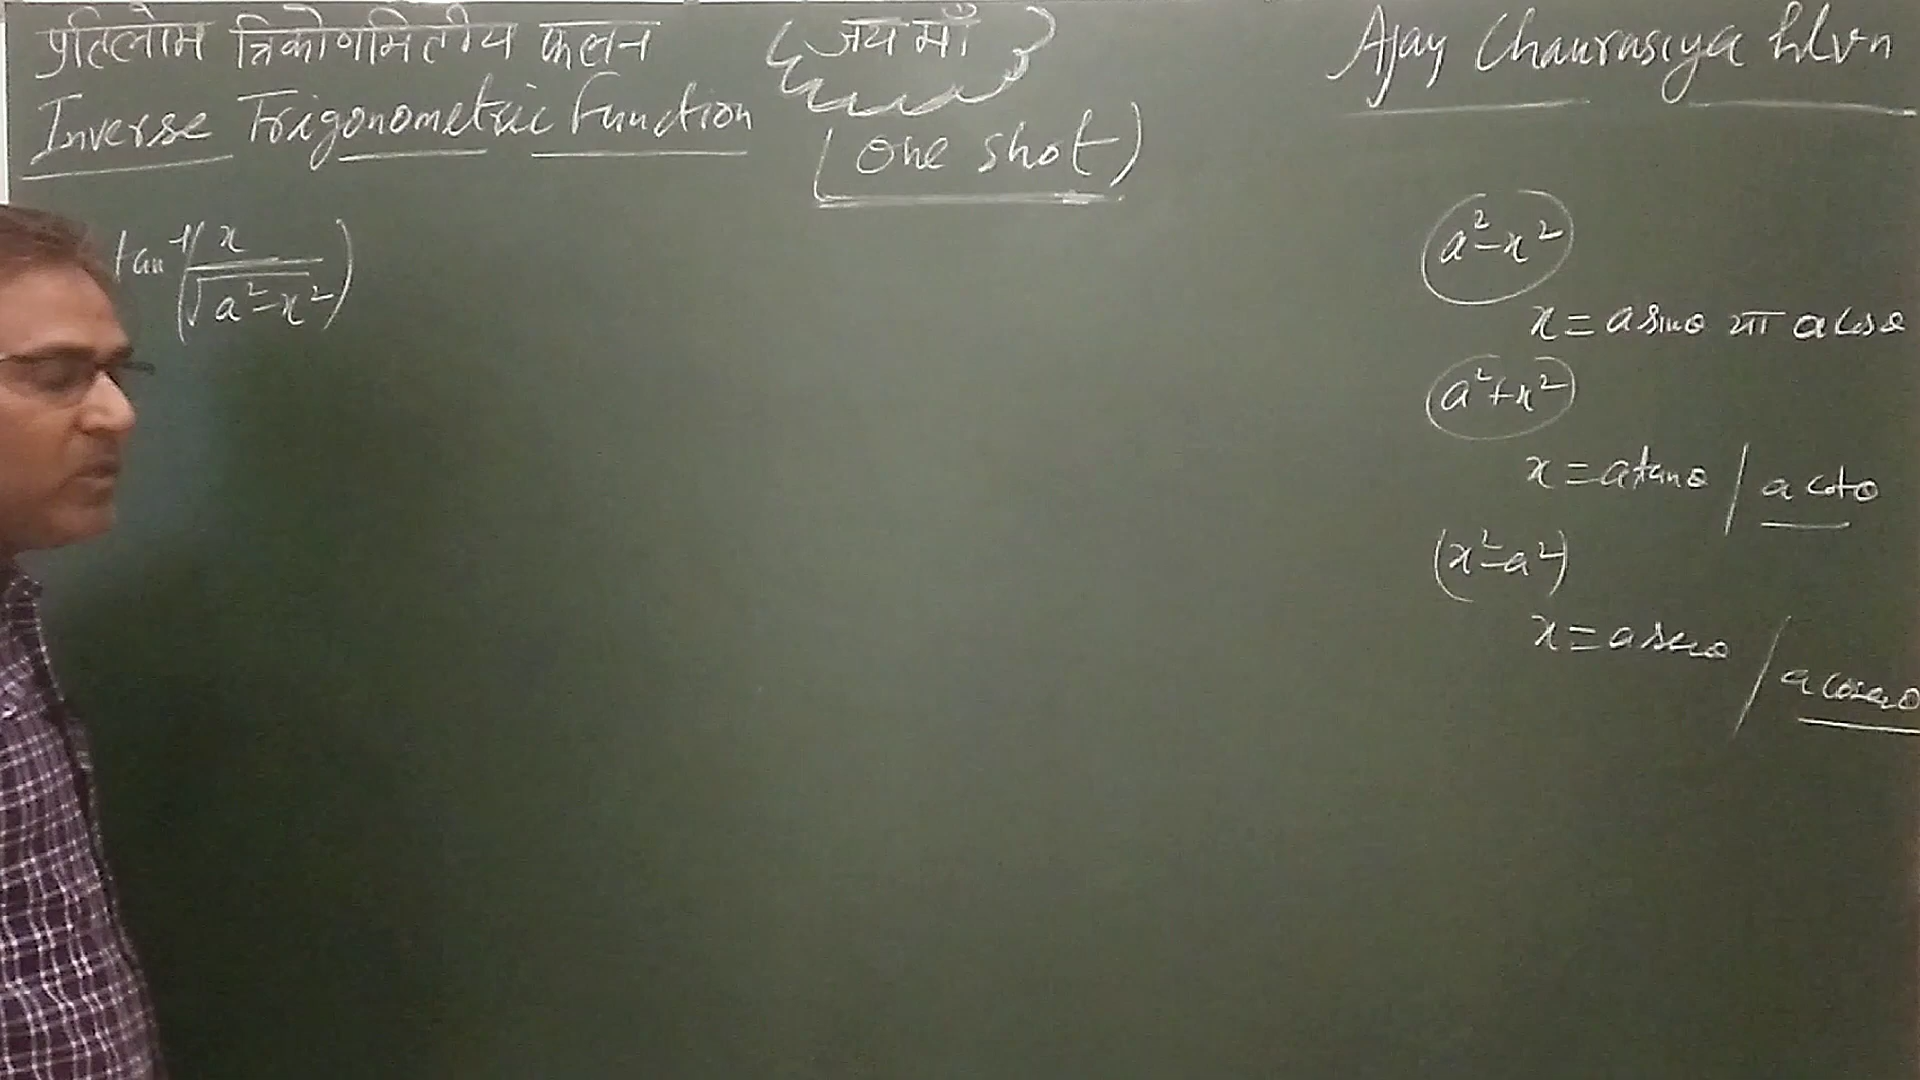 प्रतिलोम त्रिकोणमितीय फलन
{जय माँ}
Ajay Chaurasiya
Inverse Trigonometric Function
(one shot)
tan⁻¹(x/√a²-x²)
a²-x²
x = a sinθ या a cosθ
a²+x²
x = a tanθ / a cotθ
(x²-a²)
x = a secθ / a cosecθ